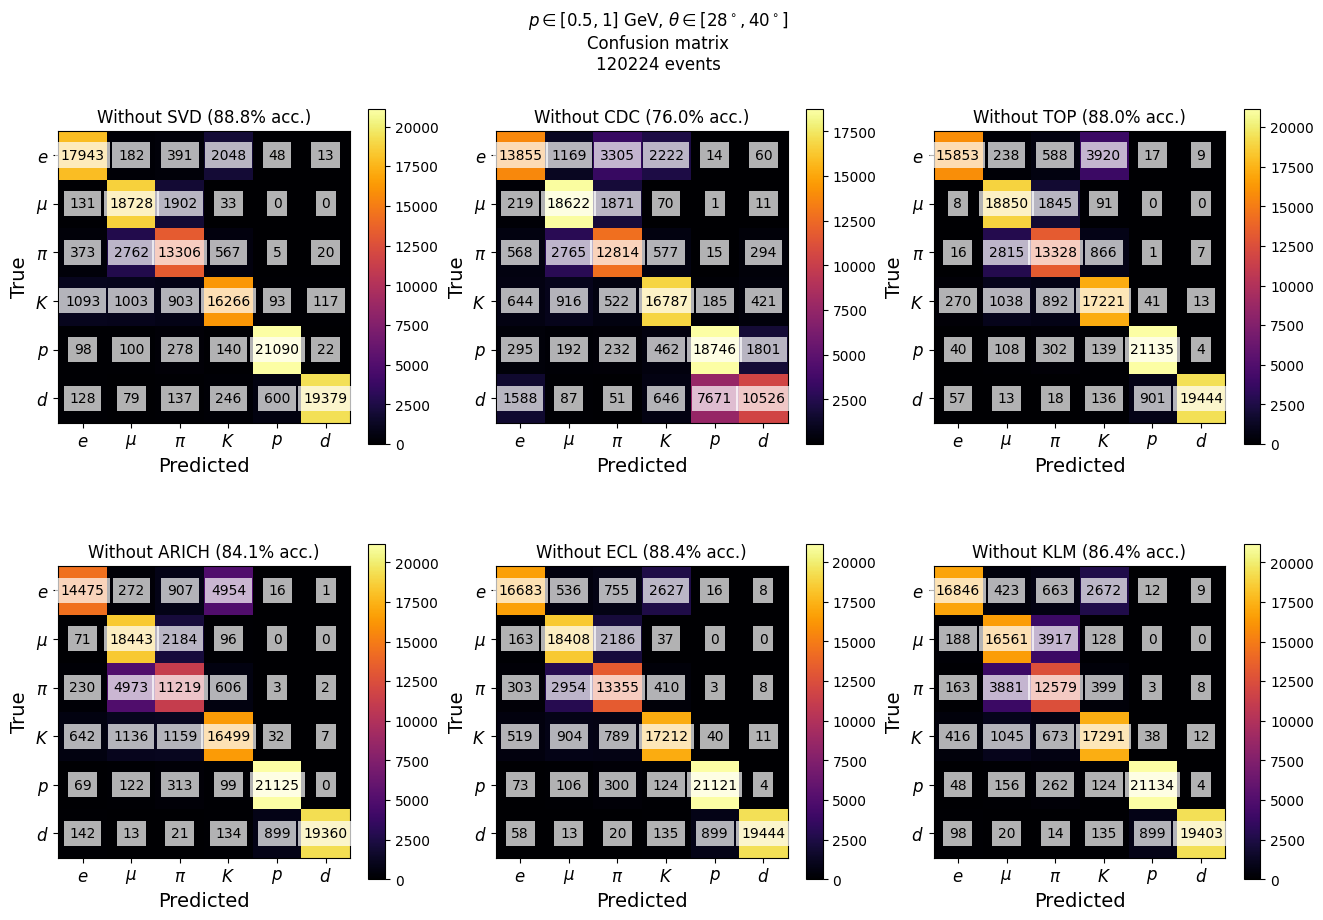 p ∈ [0.5, 1] GeV, θ ∈ [28°, 40°]
Confusion matrix
120224 events
Without SVD (88.8% acc.)
e 17943 182 391 2048 48 13
μ 131 18728 1902 33 0 0
π 373 2762 13306 567 5 20
K 1093 1003 903 16266 93 117
p 98 100 278 140 21090 22
d 128 79 137 246 600 19379
e μ π K p d
True
Predicted
20000
17500
15000
12500
10000
7500
5000
2500
0
Without CDC (76.0% acc.)
e 13855 1169 3305 2222 14 60
μ 219 18622 1871 70 1 11
π 568 2765 12814 577 15 294
K 644 916 522 16787 185 421
p 295 192 232 462 18746 1801
d 1588 87 51 646 7671 10526
e μ π K p d
True
Predicted
17500
15000
12500
10000
7500
5000
2500
Without TOP (88.0% acc.)
e 15853 238 588 3920 17 9
μ 8 18850 1845 91 0 0
π 16 2815 13328 866 1 7
K 270 1038 892 17221 41 13
p 40 108 302 139 21135 4
d 57 13 18 136 901 19444
e μ π K p d
True
Predicted
20000
17500
15000
12500
10000
7500
5000
2500
0
Without ARICH (84.1% acc.)
e 14475 272 907 4954 16 1
μ 71 18443 2184 96 0 0
π 230 4973 11219 606 3 2
K 642 1136 1159 16499 32 7
p 69 122 313 99 21125 0
d 142 13 21 134 899 19360
e μ π K p d
True
Predicted
20000
17500
15000
12500
10000
7500
5000
2500
0
Without ECL (88.4% acc.)
e 16683 536 755 2627 16 8
μ 163 18408 2186 37 0 0
π 303 2954 13355 410 3 8
K 519 904 789 17212 40 11
p 73 106 300 124 21121 4
d 58 13 20 135 899 19444
e μ π K p d
True
Predicted
20000
17500
15000
12500
10000
7500
5000
2500
0
Without KLM (86.4% acc.)
e 16846 423 663 2672 12 9
μ 188 16561 3917 128 0 0
π 163 3881 12579 399 3 8
K 416 1045 673 17291 38 12
p 48 156 262 124 21134 4
d 98 20 14 135 899 19403
e μ π K p d
True
Predicted
20000
17500
15000
12500
10000
7500
5000
2500
0